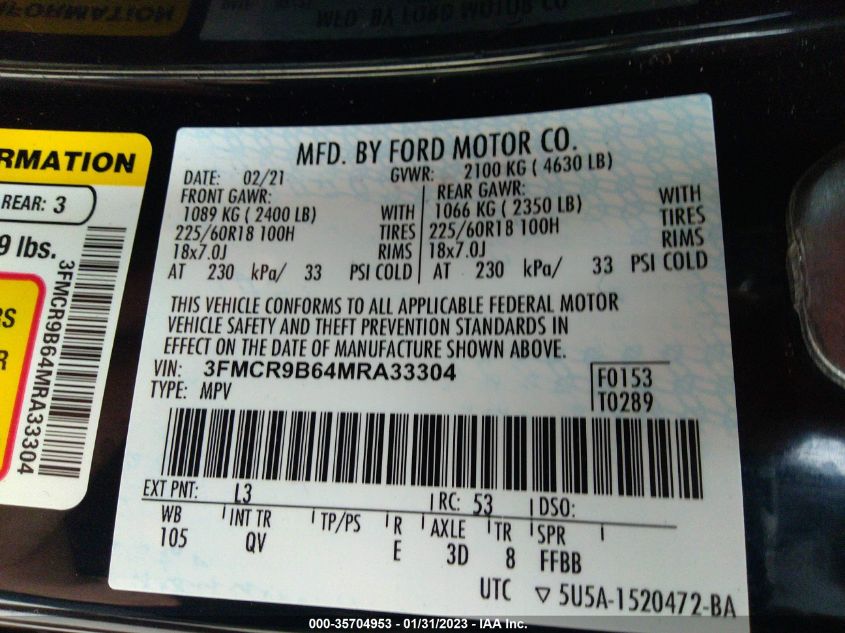 RMATION
REAR: 3
9 lbs.
3FMCR9B64MRA33304
RS
R
MFD. BY FORD MOTOR CO.
DATE: 02/21 GVWR: 2100 KG ( 4630 LB)
FRONT GAWR: REAR GAWR: WITH
1089 KG ( 2400 LB) WITH 1066 KG ( 2350 LB) TIRES
225/60R18 100H TIRES 225/60R18 100H RIMS
18x7.0J RIMS 18x7.0J
AT 230 kPa/ 33 PSI COLD AT 230 kPa/ 33 PSI COLD
THIS VEHICLE CONFORMS TO ALL APPLICABLE FEDERAL MOTOR
VEHICLE SAFETY AND THEFT PREVENTION STANDARDS IN
EFFECT ON THE DATE OF MANUFACTURE SHOWN ABOVE.
VIN: 3FMCR9B64MRA33304 F0153
TYPE: MPV T0289
EXT PNT: L3 RC: 53 DSO:
WB INT TR TP/PS R AXLE TR SPR
105 QV E 3D 8 FFBB
UTC ▽ 5U5A-1520472-BA
000-35704953 - 01/31/2023 - IAA Inc.